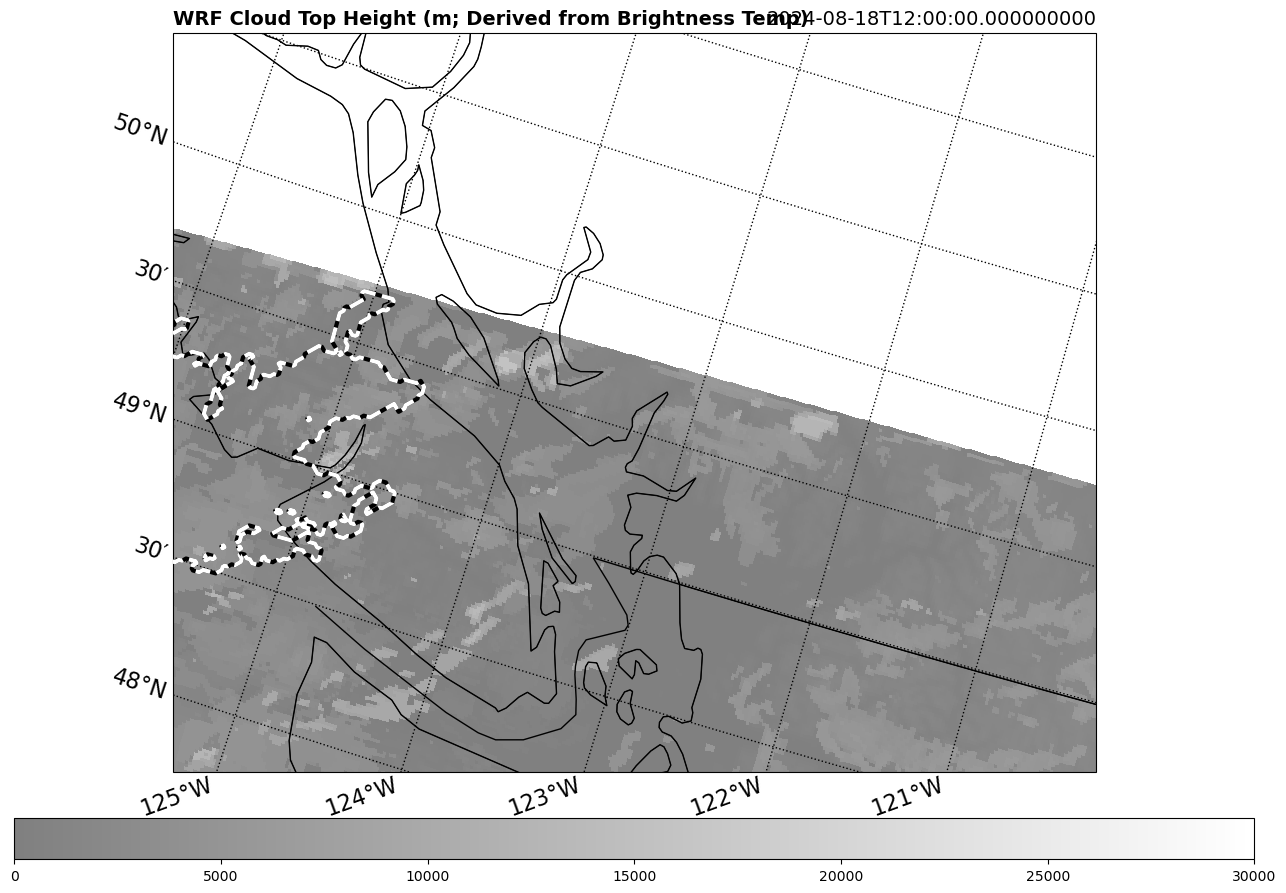 WRF Cloud Top Height (m; Derived from Brightness Temp)
2024-08-18T12:00:00.000000000
50°N
30′
49°N
30′
48°N
125°W 124°W 123°W 122°W 121°W
0 5000 10000 15000 20000 25000 30000